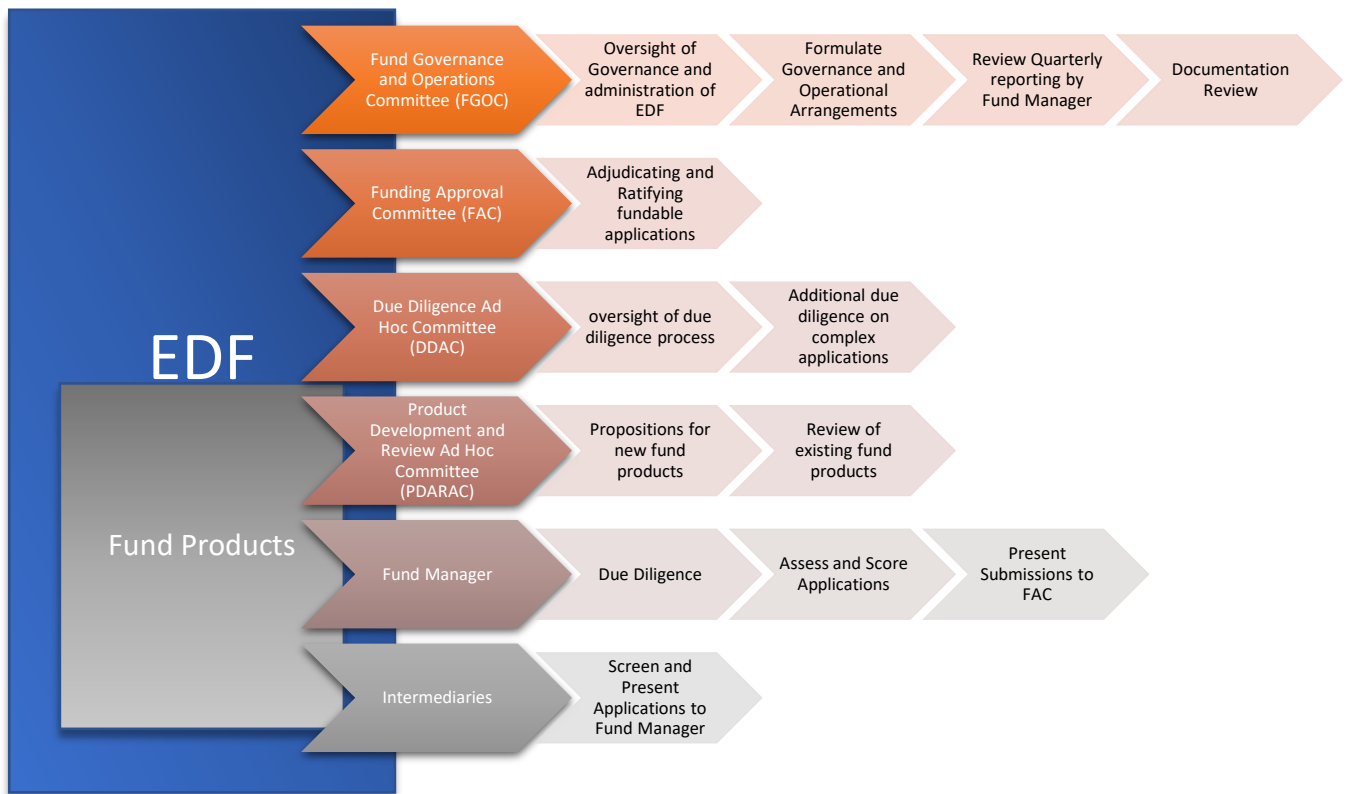 Fund Governance
and Operations
Committee (FGOC)
Oversight of
Governance and
administration of
EDF
Formulate
Governance and
Operational
Arrangements
Review Quarterly
reporting by
Fund Manager
Documentation
Review
Funding Approval
Committee (FAC)
Adjudicating and
Ratifying
fundable
applications
EDF
Due Diligence Ad
Hoc Committee
(DDAC)
oversight of due
diligence process
Additional due
diligence on
complex
applications
Product
Development and
Review Ad Hoc
Committee
(PDARAC)
Propositions for
new fund
products
Review of
existing fund
products
Fund Products
Fund Manager
Due Diligence
Assess and Score
Applications
Present
Submissions to
FAC
Intermediaries
Screen and
Present
Applications to
Fund Manager